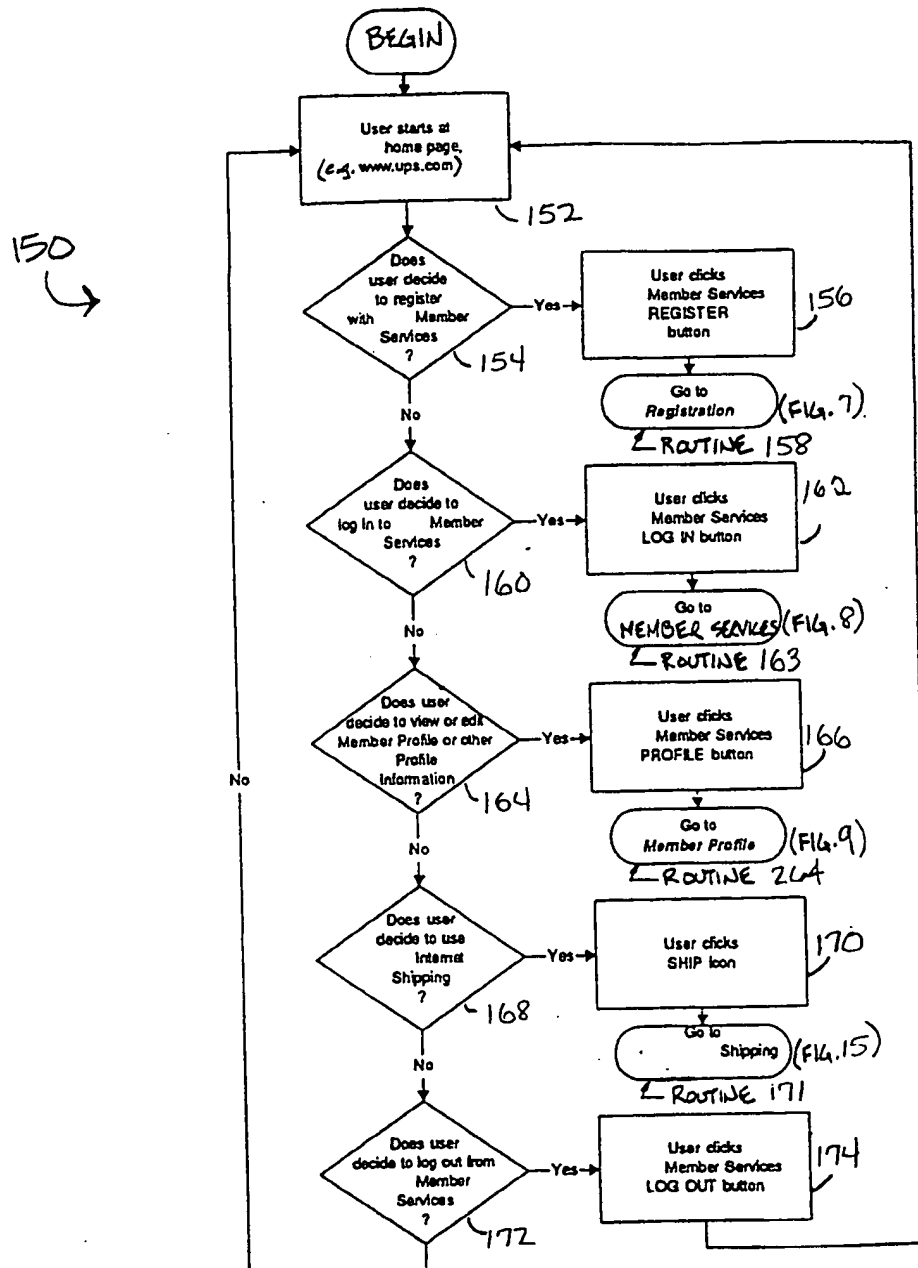 BEGIN
User starts at
home page,
(e.g. www.ups.com)
152
150
Does
user decide
to register
with Member
Services
?
154
Yes
User clicks
Member Services
REGISTER
button
156
Go to
Registration
(FIG. 7).
ROUTINE 158
No
Does
user decide to
log in to Member
Services
?
160
Yes
User clicks
Member Services
LOG IN button
162
Go to
MEMBER SERVICES
(FIG. 8)
ROUTINE 163
No
Does user
decide to view or edit
Member Profile or other
Profile
Information
?
164
Yes
User clicks
Member Services
PROFILE button
166
Go to
Member Profile
(FIG. 9)
ROUTINE 264
No
No
Does user
decide to use
Internet
Shipping
?
168
Yes
User clicks
SHIP icon
170
Go to
Shipping
(FIG. 15)
ROUTINE 171
No
Does user
decide to log out from
Member
Services
?
172
Yes
User clicks
Member Services
LOG OUT button
174